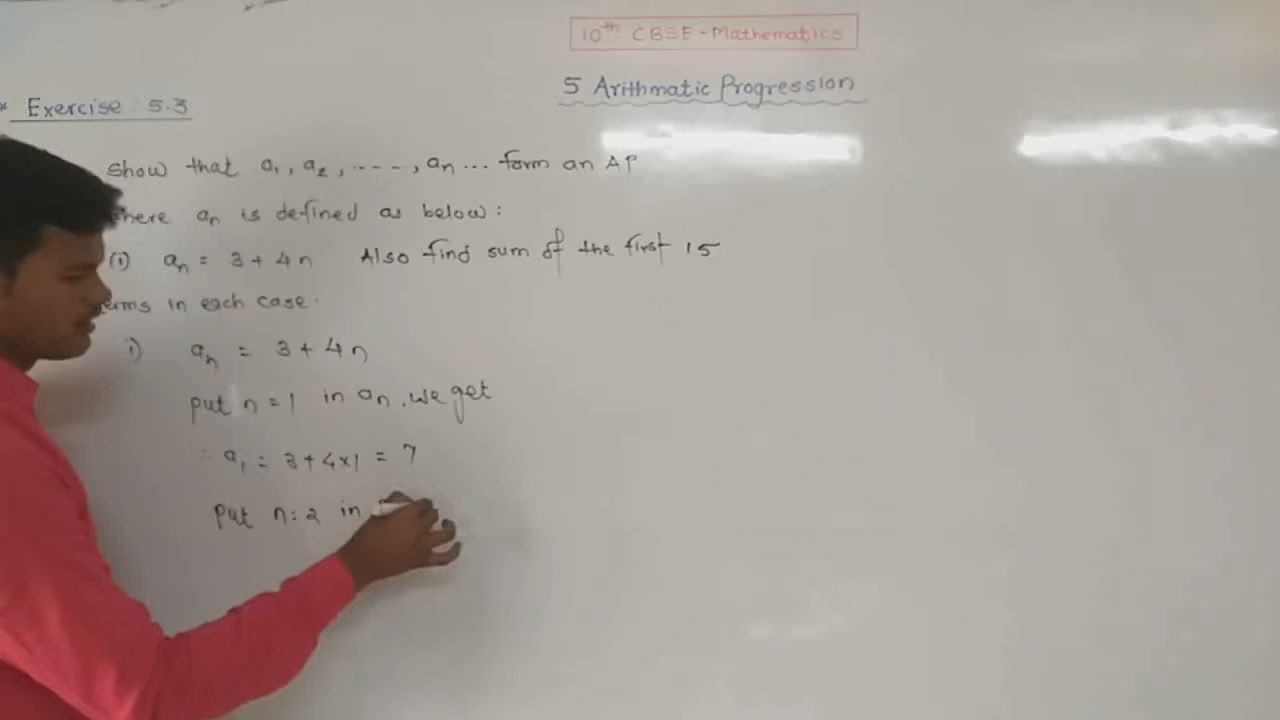 10th CBSE - Mathematics
5 Arithmatic Progression
* Exercise : 5.3
Show that a₁, a₂, ----, aₙ ... form an AP
here aₙ is defined as below :
(i) aₙ = 3 + 4n Also find sum of the first 15
erms in each case.
i) aₙ = 3 + 4n
put n = 1 in aₙ, we get
∴ a₁ = 3 + 4×1 = 7
Put n = 2 in